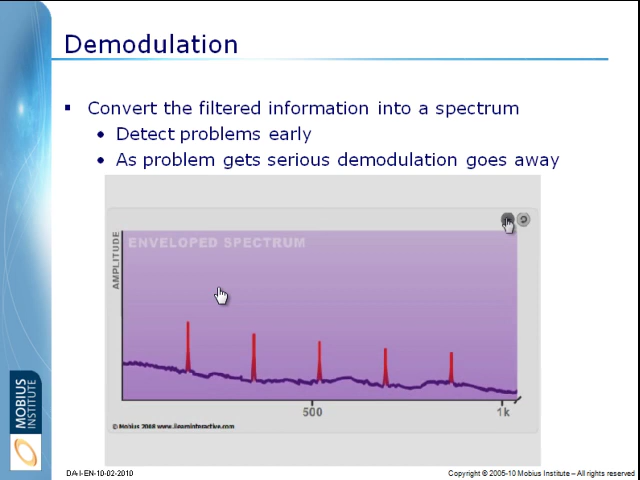 Demodulation
Convert the filtered information into a spectrum
Detect problems early
As problem gets serious demodulation goes away
ENVELOPED SPECTRUM
AMPLITUDE
500
1k
© Mobius 2008 www.ilearninteractive.com
MOBIUS
INSTITUTE
DA-I-EN-10-02-2010
Copyright © 2005-10 Mobius Institute – All rights reserved